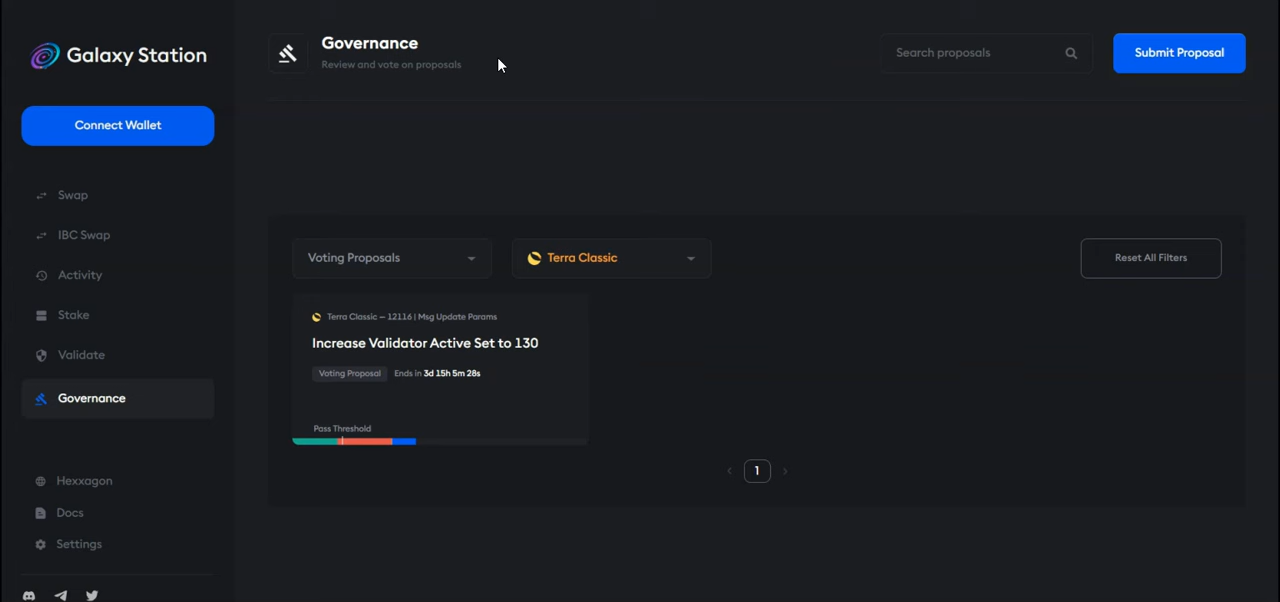 Galaxy Station
Connect Wallet
Swap
IBC Swap
Activity
Stake
Validate
Governance
Hexxagon
Docs
Settings
Governance
Review and vote on proposals
Search proposals
Submit Proposal
Voting Proposals
Terra Classic
Reset All Filters
Terra Classic – 12116 | Msg Update Params
Increase Validator Active Set to 130
Voting Proposal Ends in 3d 15h 5m 28s
Pass Threshold
1